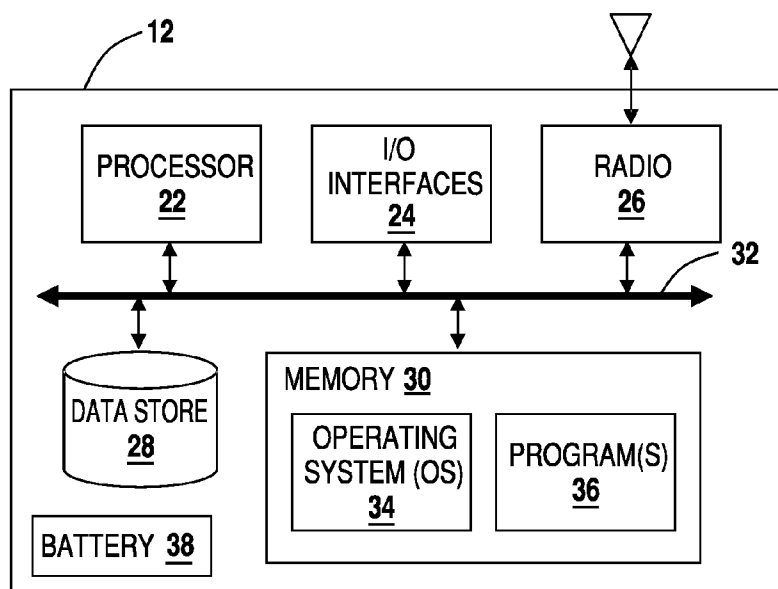 12
PROCESSOR
22
I/O
INTERFACES
24
RADIO
26
32
DATA STORE
28
MEMORY 30
OPERATING
SYSTEM (OS)
34
PROGRAM(S)
36
BATTERY 38